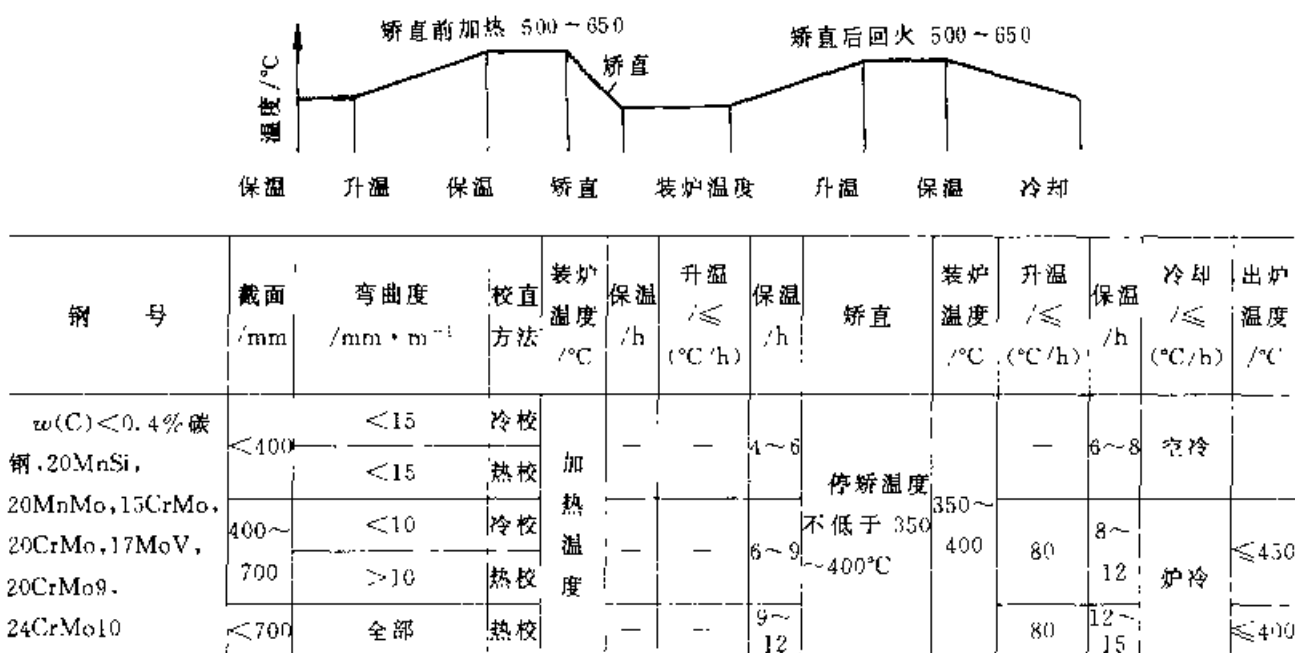 矫直前加热 500~650
矫直后回火 500~650
矫直
温度/℃
保温 升温 保温 矫直 装炉温度 升温 保温 冷却
钢 号 截面/mm 弯曲度/mm·m⁻¹ 校直方法 装炉温度/℃ 保温/h 升温/≤(℃/h) 保温/h 矫直 装炉温度/℃ 升温/≤(℃/h) 保温/h 冷却/≤(℃/h) 出炉温度/℃
w(C)<0.4%碳
钢,20MnSi,
20MnMo,15CrMo,
20CrMo,17MoV,
20CrMo9,
24CrMo10
加热温度
停矫温度
不低于 350
~400℃
350~
400
<400 <15 冷校 — — 4~6 — 6~8 空冷
<15 热校
400~700 <10 冷校 — — 6~9 80 8~12 炉冷 ≤450
>10 热校
<700 全部 热校 — — 9~12 80 12~15 ≤400